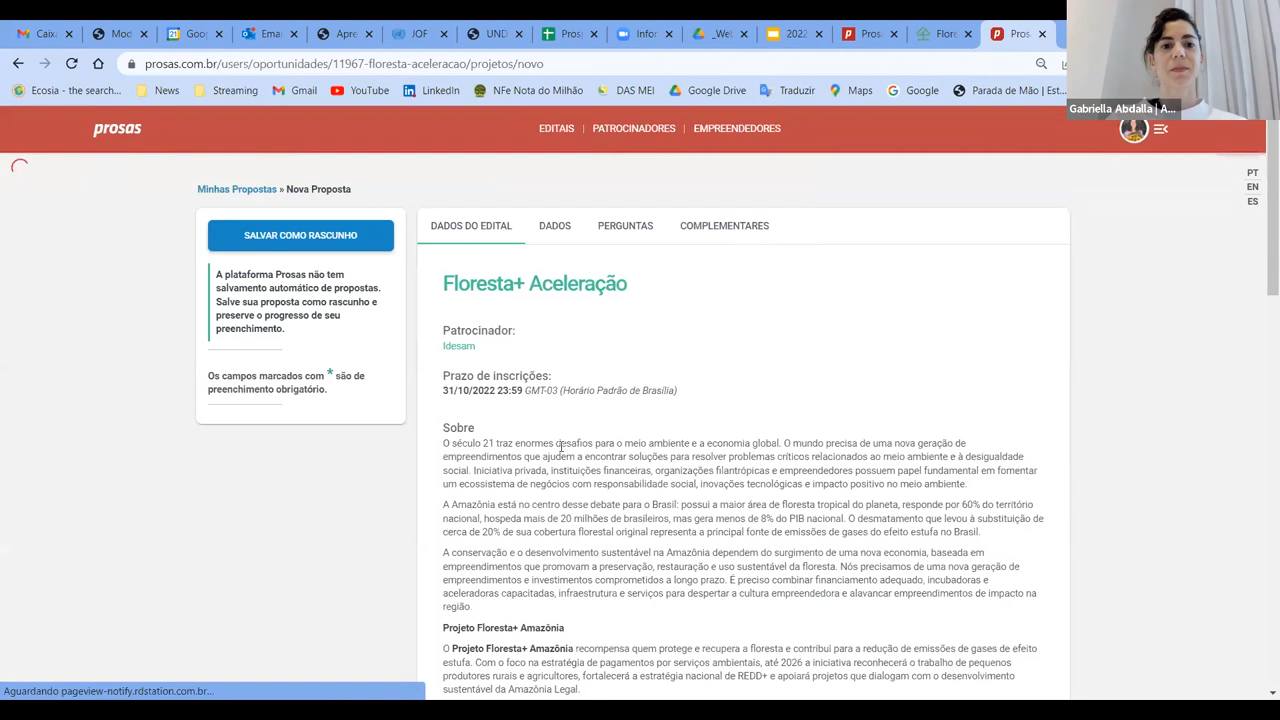 Caixa
Mod
Goo
Emai
Apre
JOF
UND
Prosp
Infor
_Wel
2022
Prosa
Flore
Pros
prosas.com.br/users/oportunidades/11967-floresta-aceleracao/projetos/novo
Ecosia - the search...
News
Streaming
Gmail
YouTube
LinkedIn
NFe Nota do Milhão
DAS MEI
Google Drive
Traduzir
Maps
Google
Parada de Mão | Est
Gabriella Abdalla | A...
prosas
EDITAIS | PATROCINADORES | EMPREENDEDORES
PT
EN
ES
Minhas Propostas » Nova Proposta
SALVAR COMO RASCUNHO
A plataforma Prosas não tem
salvamento automático de propostas.
Salve sua proposta como rascunho e
preserve o progresso de seu
preenchimento.
Os campos marcados com * são de
preenchimento obrigatório.
DADOS DO EDITAL
DADOS
PERGUNTAS
COMPLEMENTARES
Floresta+ Aceleração
Patrocinador:
Idesam
Prazo de inscrições:
31/10/2022 23:59 GMT-03 (Horário Padrão de Brasília)
Sobre
O século 21 traz enormes desafios para o meio ambiente e a economia global. O mundo precisa de uma nova geração de
empreendimentos que ajudem a encontrar soluções para resolver problemas críticos relacionados ao meio ambiente e à desigualdade
social. Iniciativa privada, instituições financeiras, organizações filantrópicas e empreendedores possuem papel fundamental em fomentar
um ecossistema de negócios com responsabilidade social, inovações tecnológicas e impacto positivo no meio ambiente.
A Amazônia está no centro desse debate para o Brasil: possui a maior área de floresta tropical do planeta, responde por 60% do território
nacional, hospeda mais de 20 milhões de brasileiros, mas gera menos de 8% do PIB nacional. O desmatamento que levou à substituição de
cerca de 20% de sua cobertura florestal original representa a principal fonte de emissões de gases do efeito estufa no Brasil.
A conservação e o desenvolvimento sustentável na Amazônia dependem do surgimento de uma nova economia, baseada em
empreendimentos que promovam a preservação, restauração e uso sustentável da floresta. Nós precisamos de uma nova geração de
empreendimentos e investimentos comprometidos a longo prazo. É preciso combinar financiamento adequado, incubadoras e
aceleradoras capacitadas, infraestrutura e serviços para despertar a cultura empreendedora e alavancar empreendimentos de impacto na
região.
Projeto Floresta+ Amazônia
O Projeto Floresta+ Amazônia recompensa quem protege e recupera a floresta e contribui para a redução de emissões de gases de efeito
estufa. Com o foco na estratégia de pagamentos por serviços ambientais, até 2026 a iniciativa reconhecerá o trabalho de pequenos
produtores rurais e agricultores, fortalecerá a estratégia nacional de REDD+ e apoiará projetos que dialogam com o desenvolvimento
sustentável da Amazônia Legal.
Aguardando pageview-notify.rdstation.com.br...